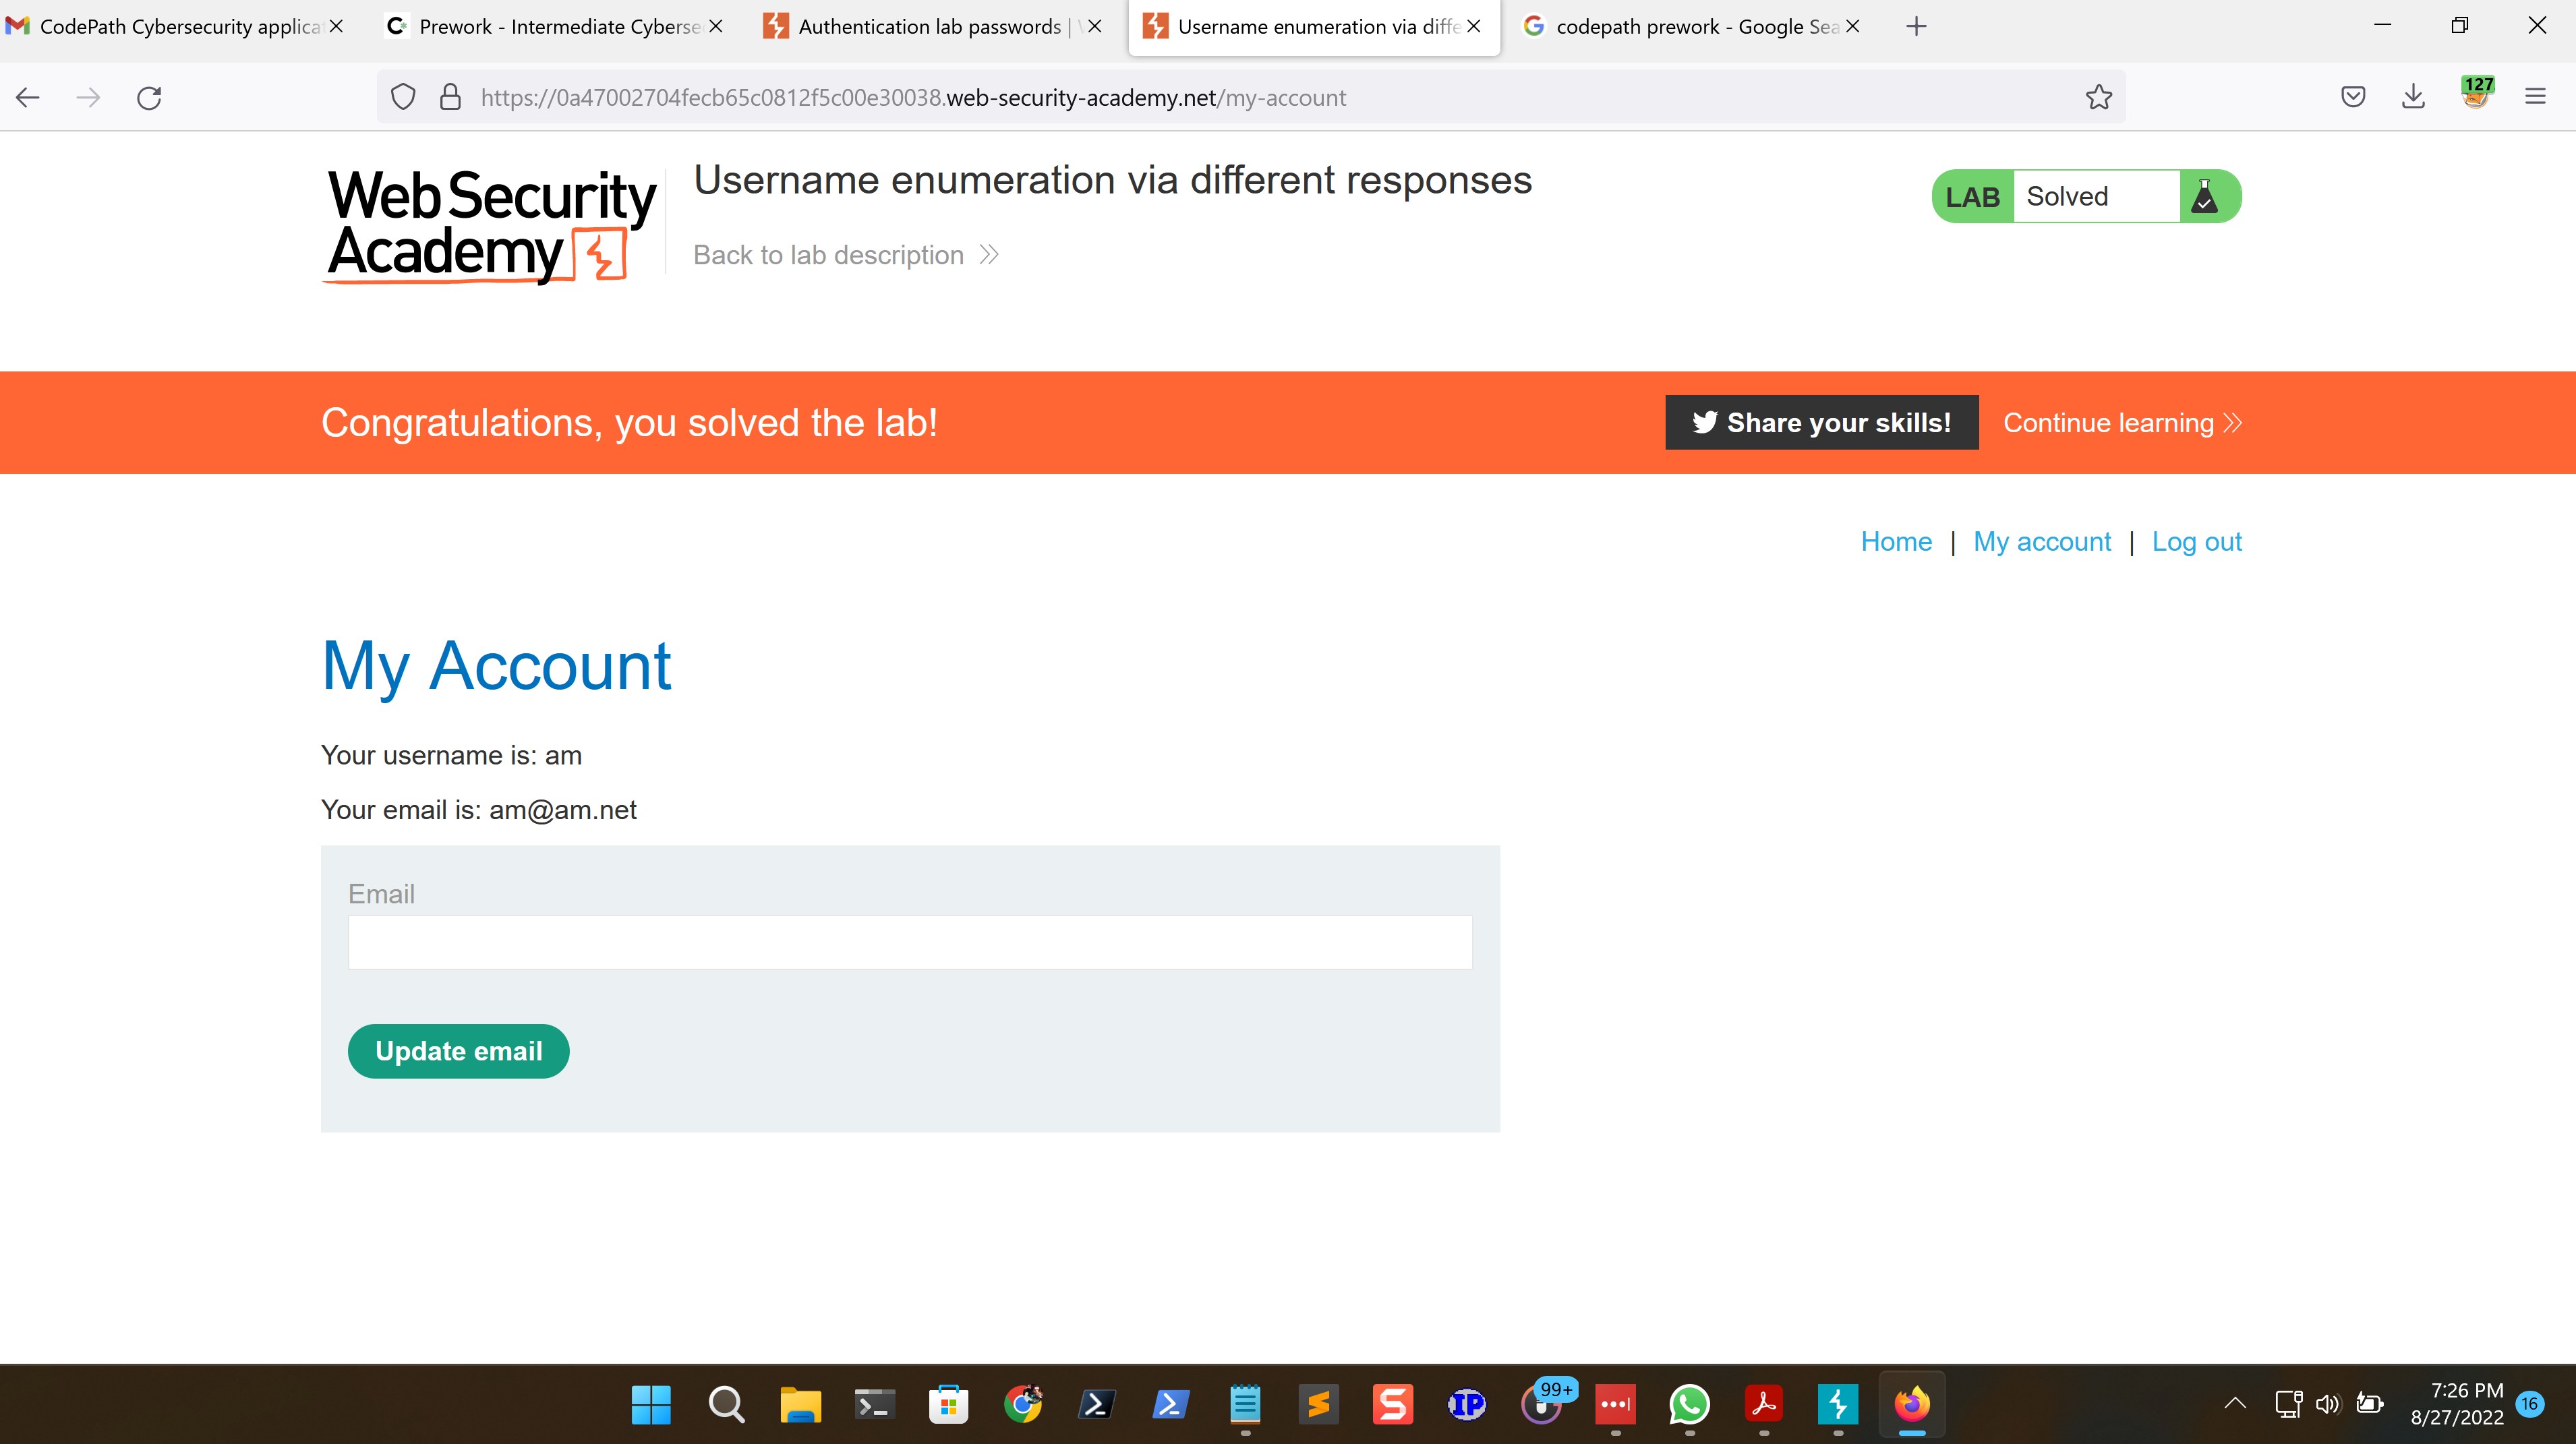 CodePath Cybersecurity applica
Prework - Intermediate Cyberse
Authentication lab passwords |
Username enumeration via diffe
codepath prework - Google Sea
https://0a47002704fecb65c0812f5c00e30038.web-security-academy.net/my-account
127
Web Security
Academy
Username enumeration via different responses
Back to lab description
LAB Solved
Congratulations, you solved the lab!
Share your skills!
Continue learning
Home | My account | Log out
My Account
Your username is: am
Your email is: am@am.net
Email
Update email
IP
99+
7:26 PM
8/27/2022
16